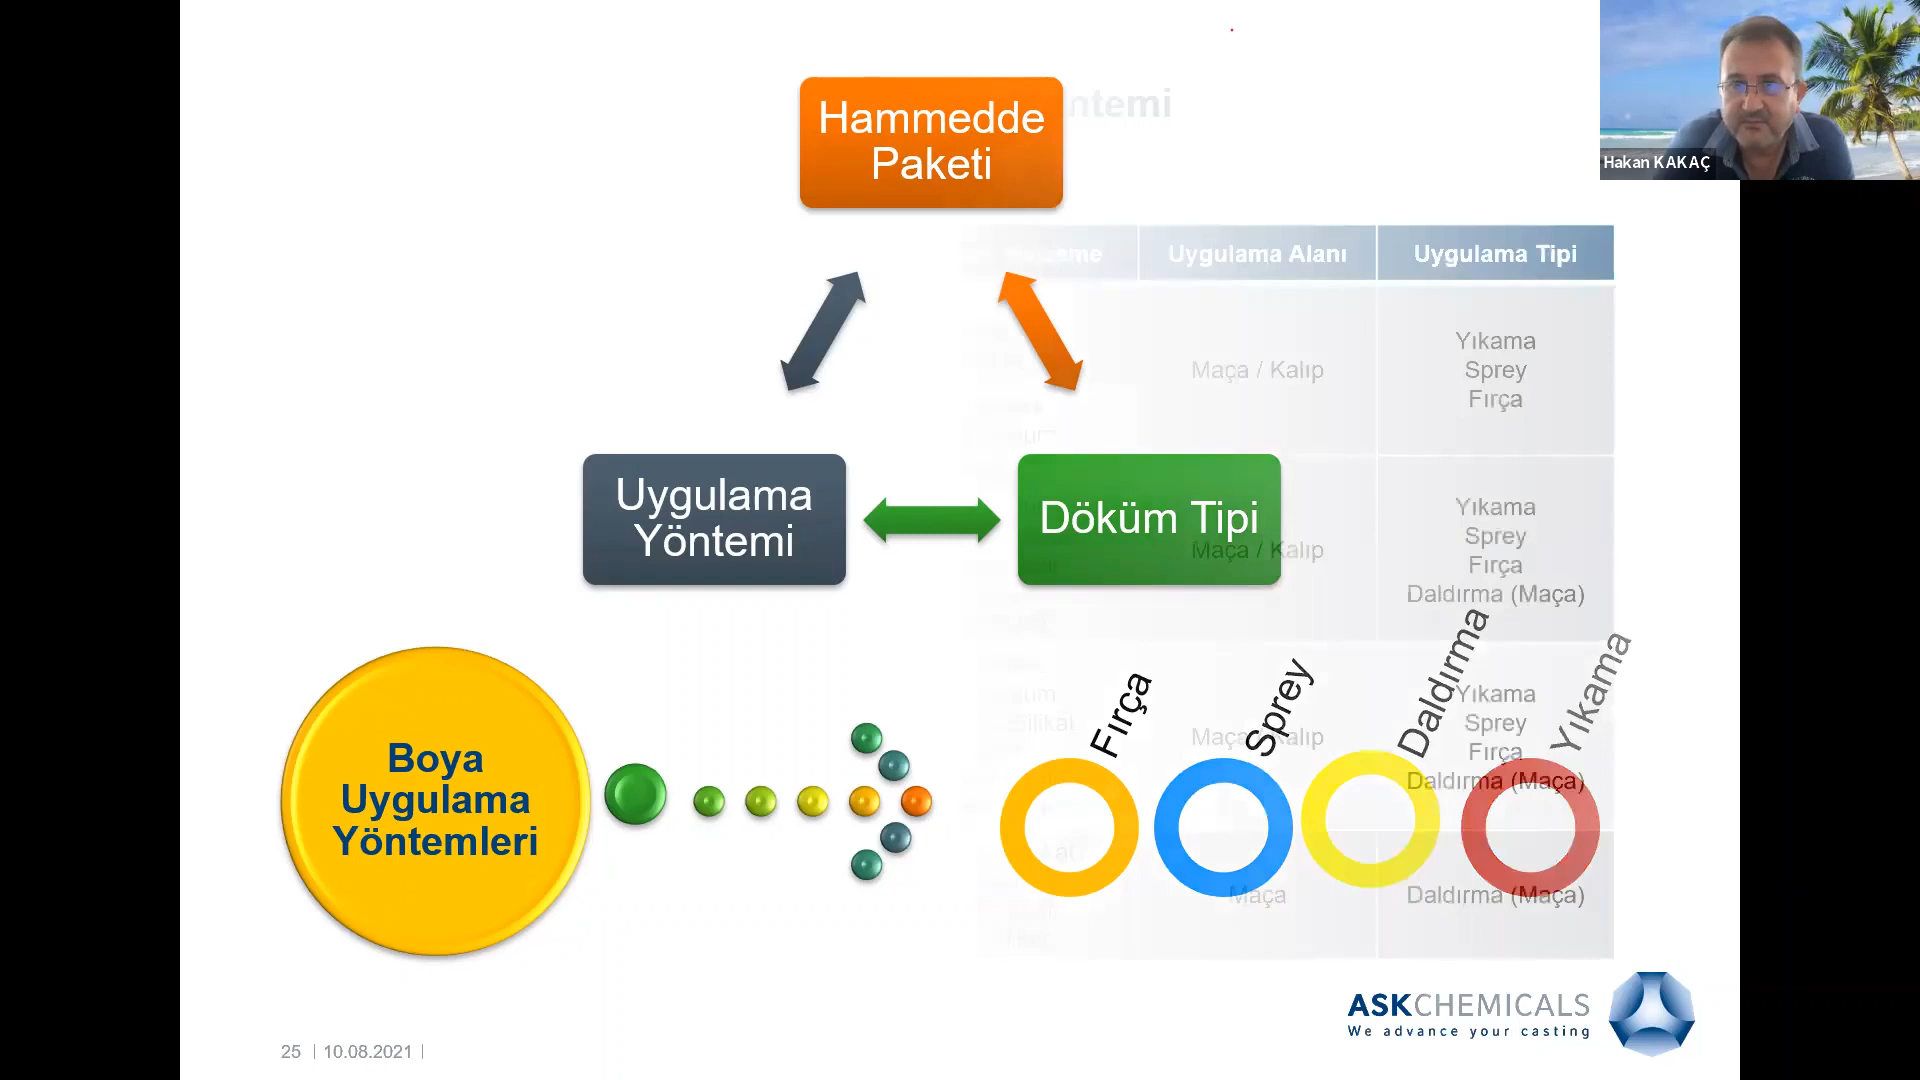 Hammedde
Paketi
ntemi
Hakan KAKAÇ
Uygulama Alanı
Uygulama Tipi
Maça / Kalıp
Yıkama
Sprey
Fırça
Uygulama
Yöntemi
Döküm Tipi
Maça / Kalıp
Yıkama
Sprey
Fırça
Daldırma (Maça)
Boya
Uygulama
Yöntemleri
Fırça
Sprey
Daldırma
Yıkama
Maça / Kalıp
Yıkama
Sprey
Fırça
Daldırma (Maça)
Maça
Daldırma (Maça)
ASKCHEMICALS
We advance your casting
25 | 10.08.2021 |